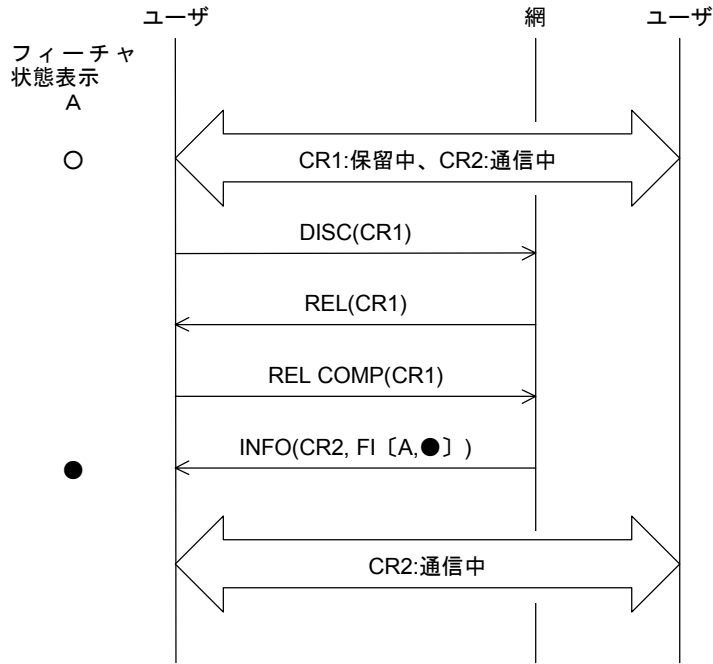 ユーザ
網
ユーザ
フィーチャ
状態表示
A
○
CR1:保留中、CR2:通信中
DISC(CR1)
REL(CR1)
REL COMP(CR1)
INFO(CR2, FI〔A,●〕)
●
CR2:通信中